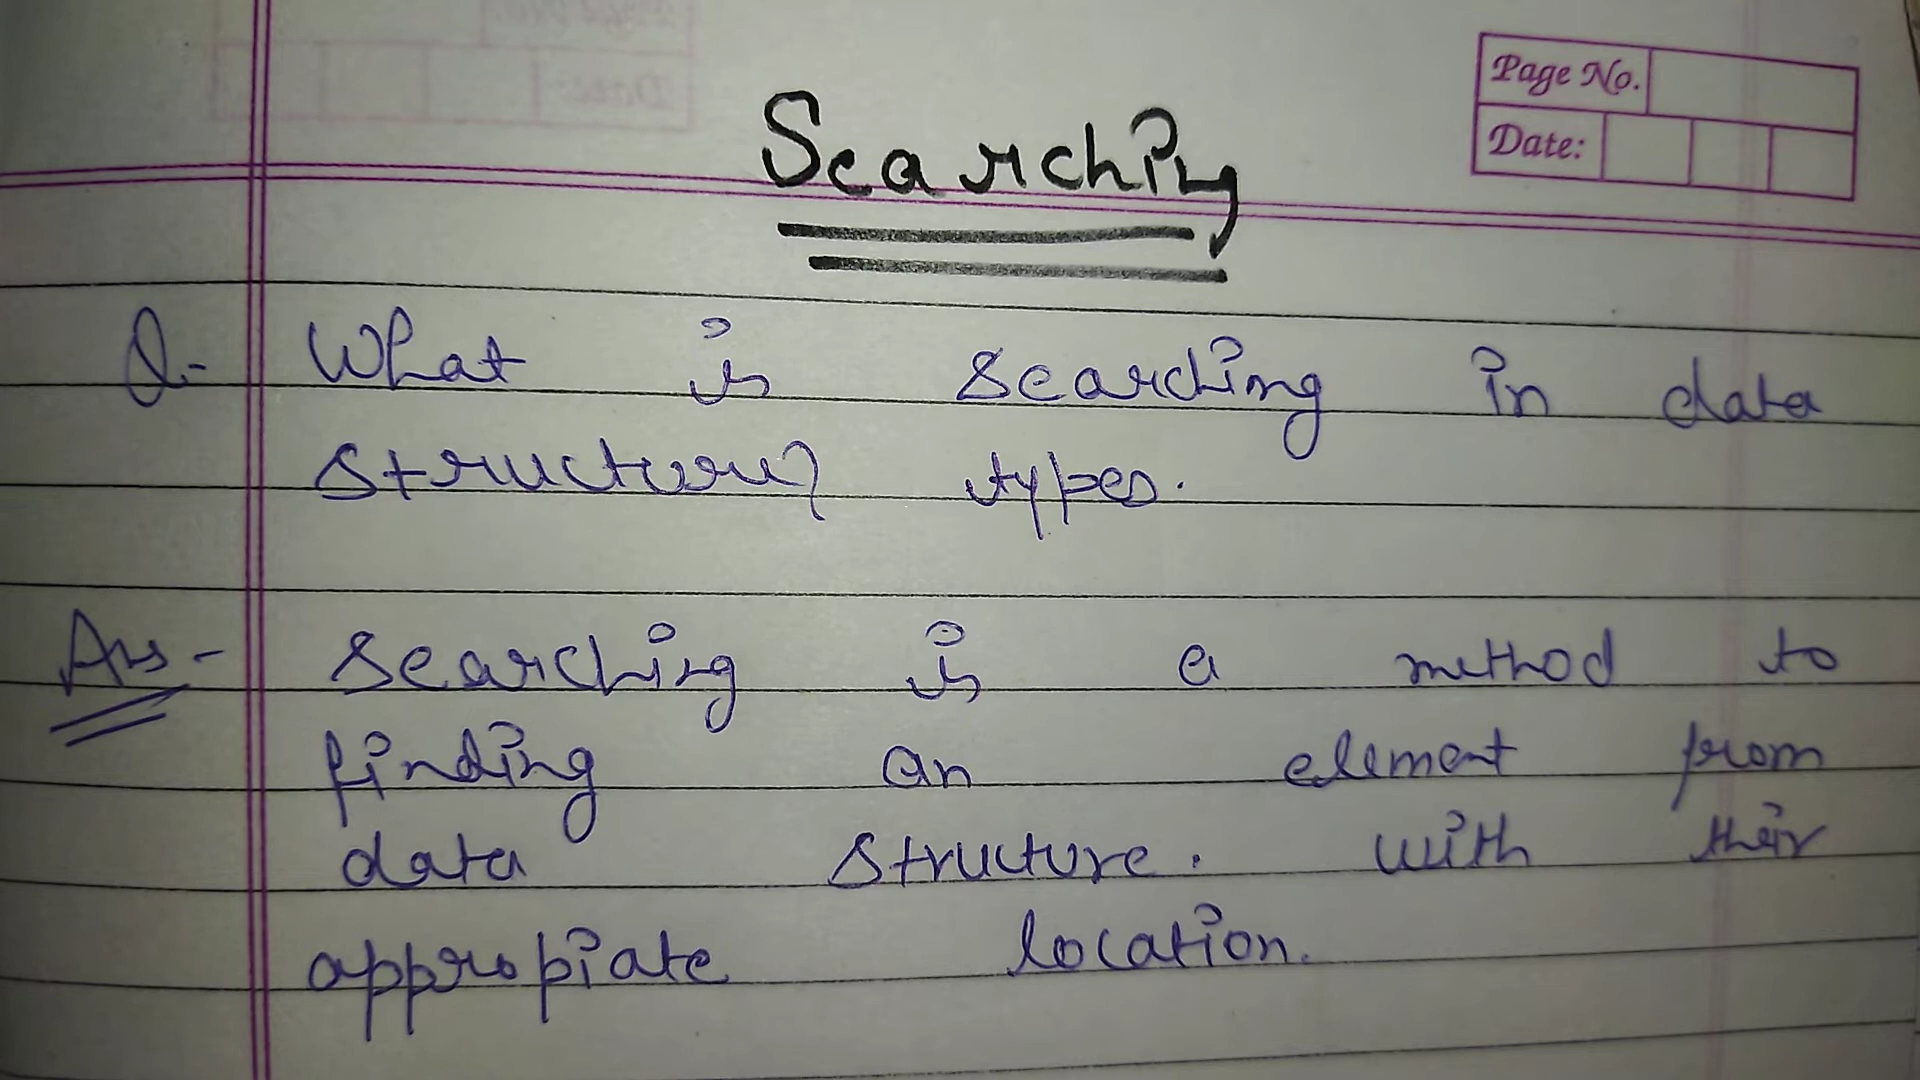 Page No.
Date:
Searching
Q- What is searching in data
structure? types.
Ans- Searching is a method to
finding an element from
data structure. with their
appropiate location.